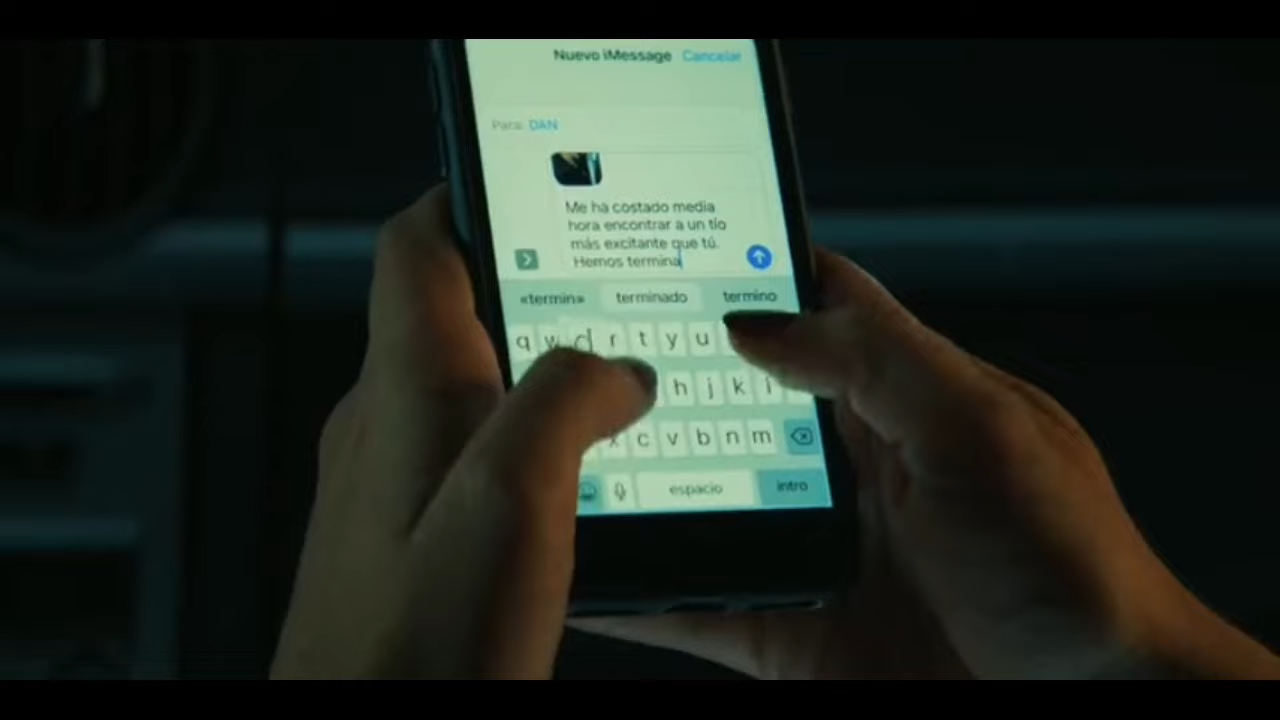 Nuevo iMessage Cancelar
Para: DAN
Me ha costado media
hora encontrar a un tío
más excitante que tú.
Hemos termina
«termin» terminado termino
q w r t y u
h j k l
x c v b n m
espacio intro